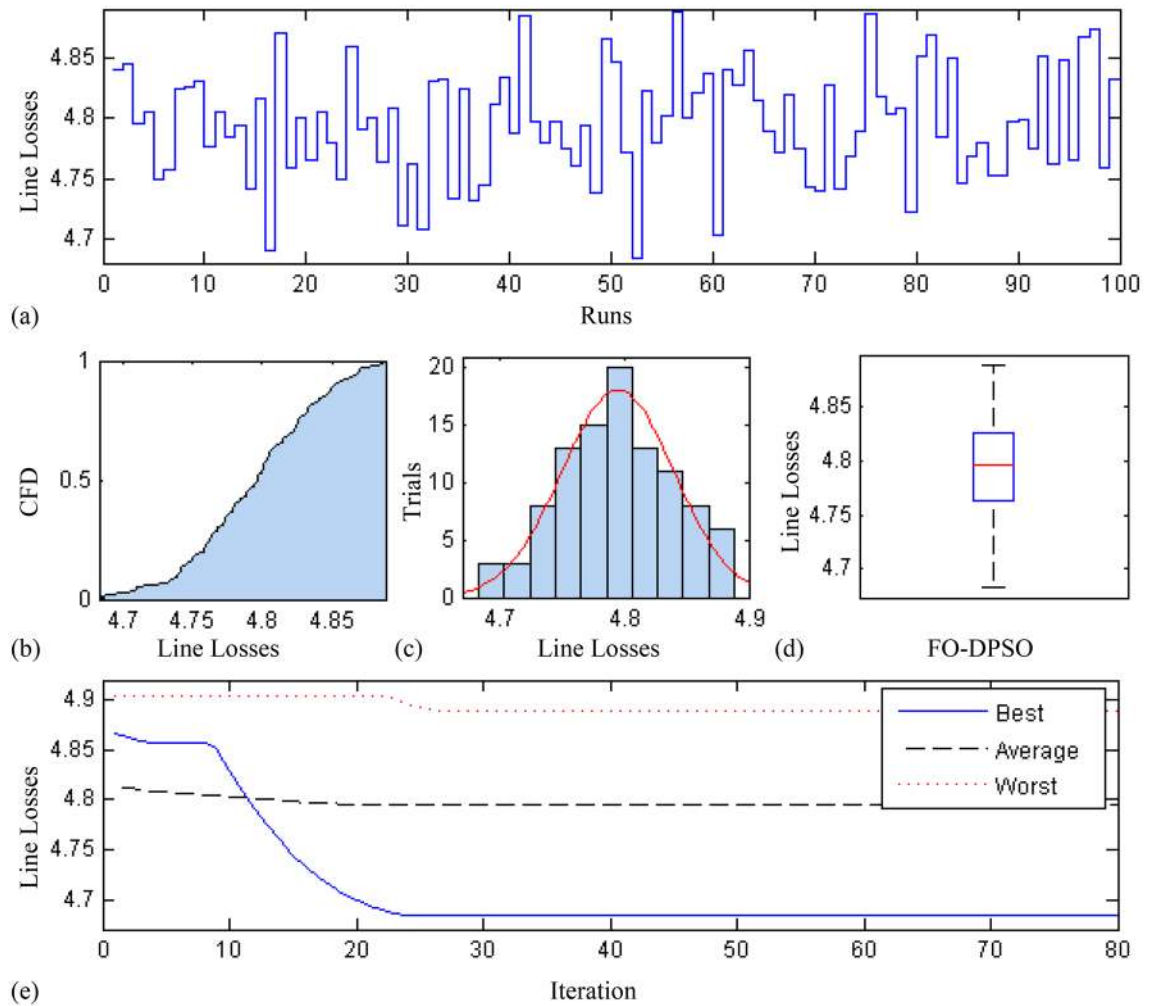 4.85
4.8
4.75
4.7
Line Losses
0 10 20 30 40 50 60 70 80 90 100
(a) Runs
1
0.5
0
CFD
4.7 4.75 4.8 4.85
(b) Line Losses
20
15
10
5
0
Trials
4.7 4.8 4.9
(c) Line Losses
4.85
4.8
4.75
4.7
Line Losses
(d) FO-DPSO
4.9
4.85
4.8
4.75
4.7
Line Losses
Best
Average
Worst
0 10 20 30 40 50 60 70 80
(e) Iteration